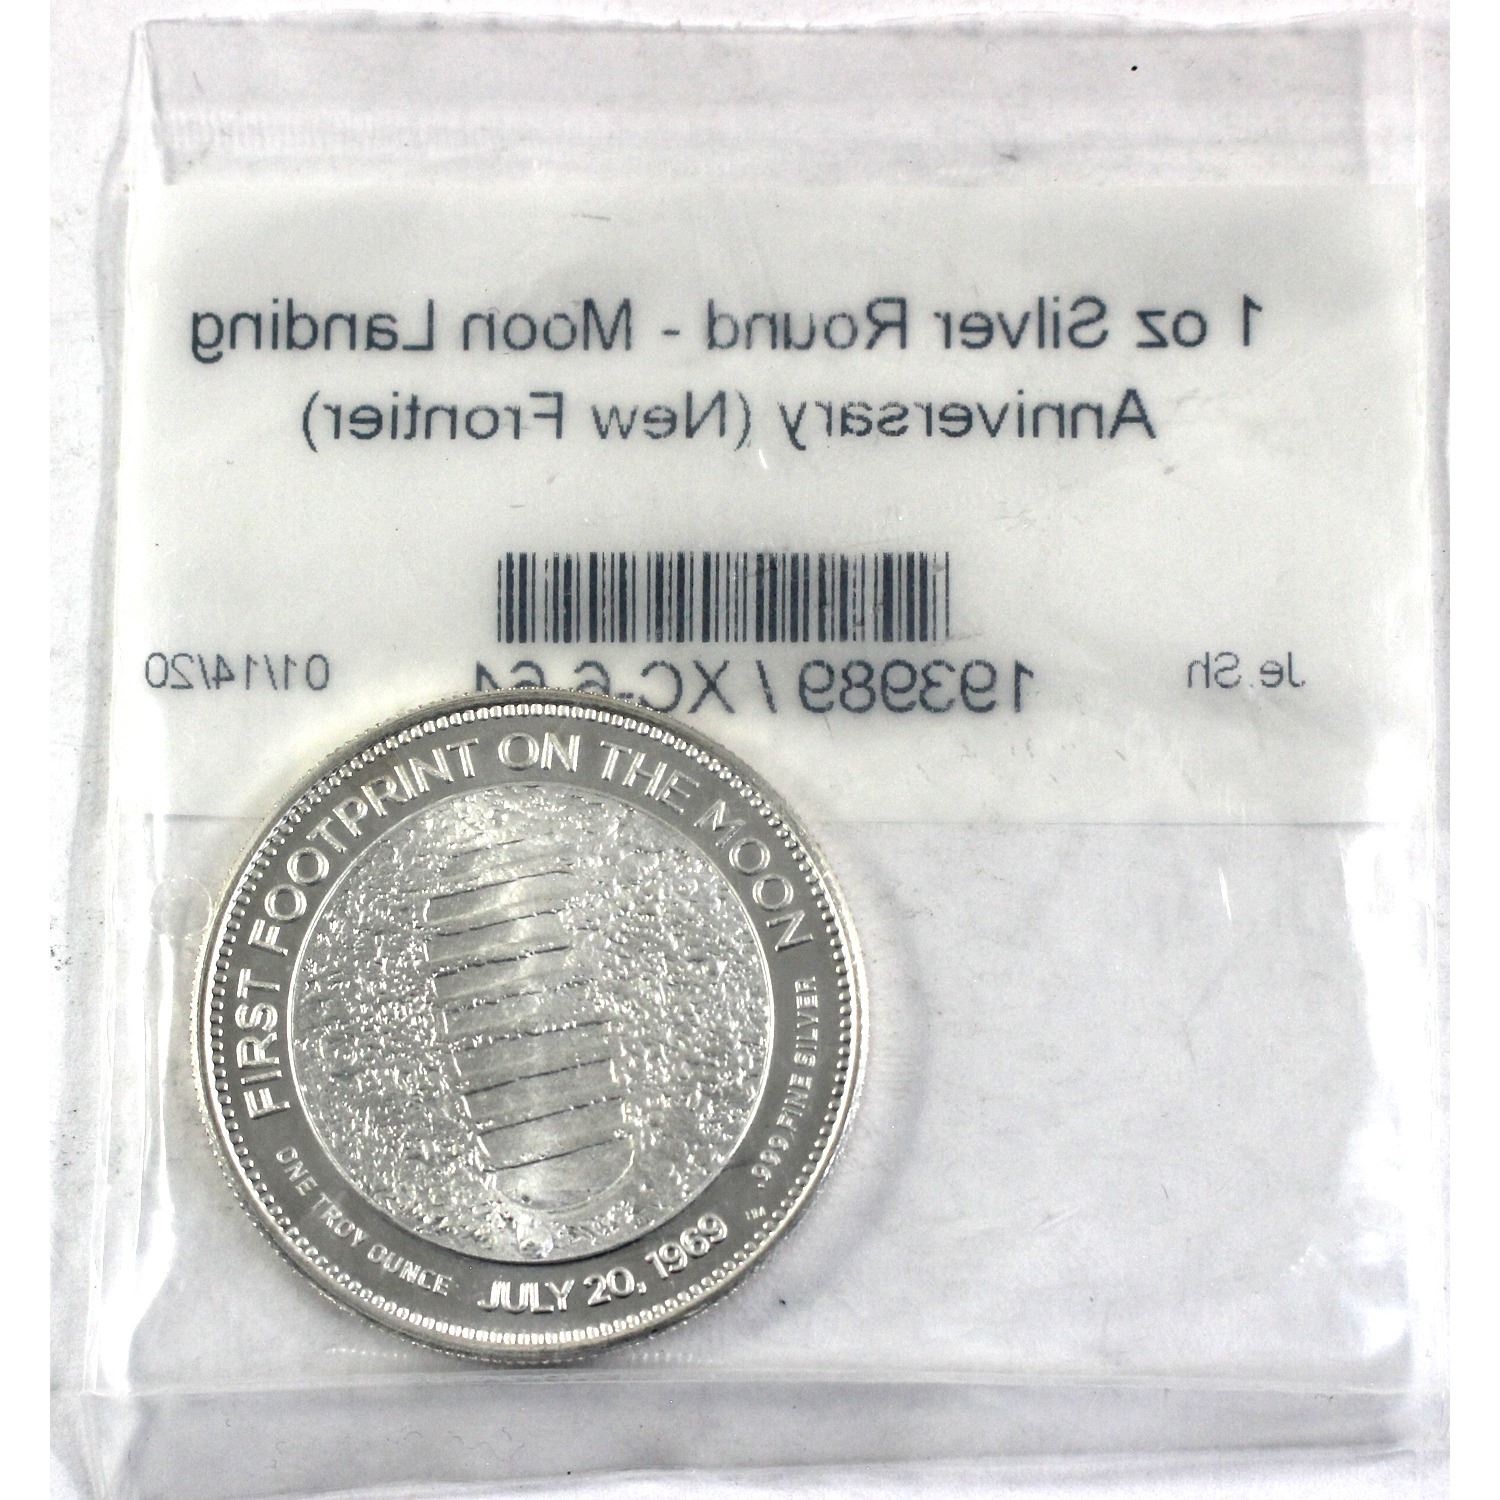 1 oz Silver Round - Moon Landing
Anniversary (New Frontier)
Je.Sh
01/14/20
193989 / XC-6-64
FIRST FOOTPRINT ON THE MOON
.999 FINE SILVER
ONE TROY OUNCE
JULY 20, 1969
TM